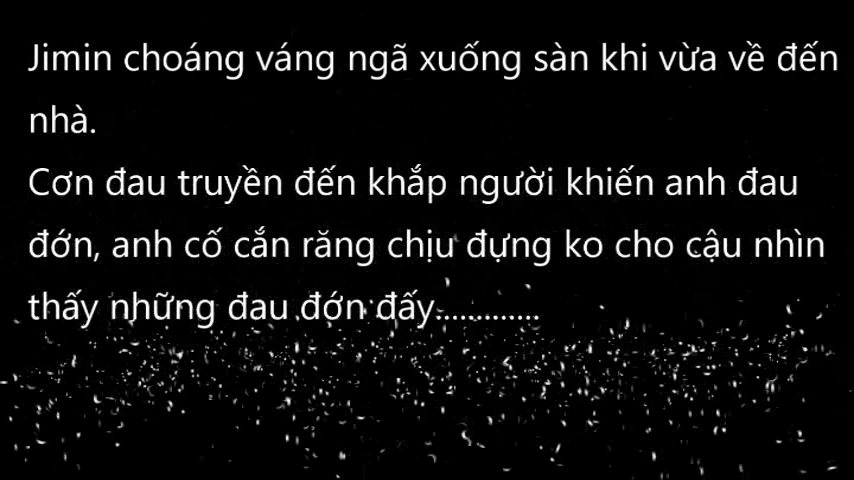 Jimin choáng váng ngã xuống sàn khi vừa về đến
nhà.
Cơn đau truyền đến khắp người khiến anh đau
đớn, anh cố cắn răng chịu đựng ko cho cậu nhìn
thấy những đau đớn đấy.............